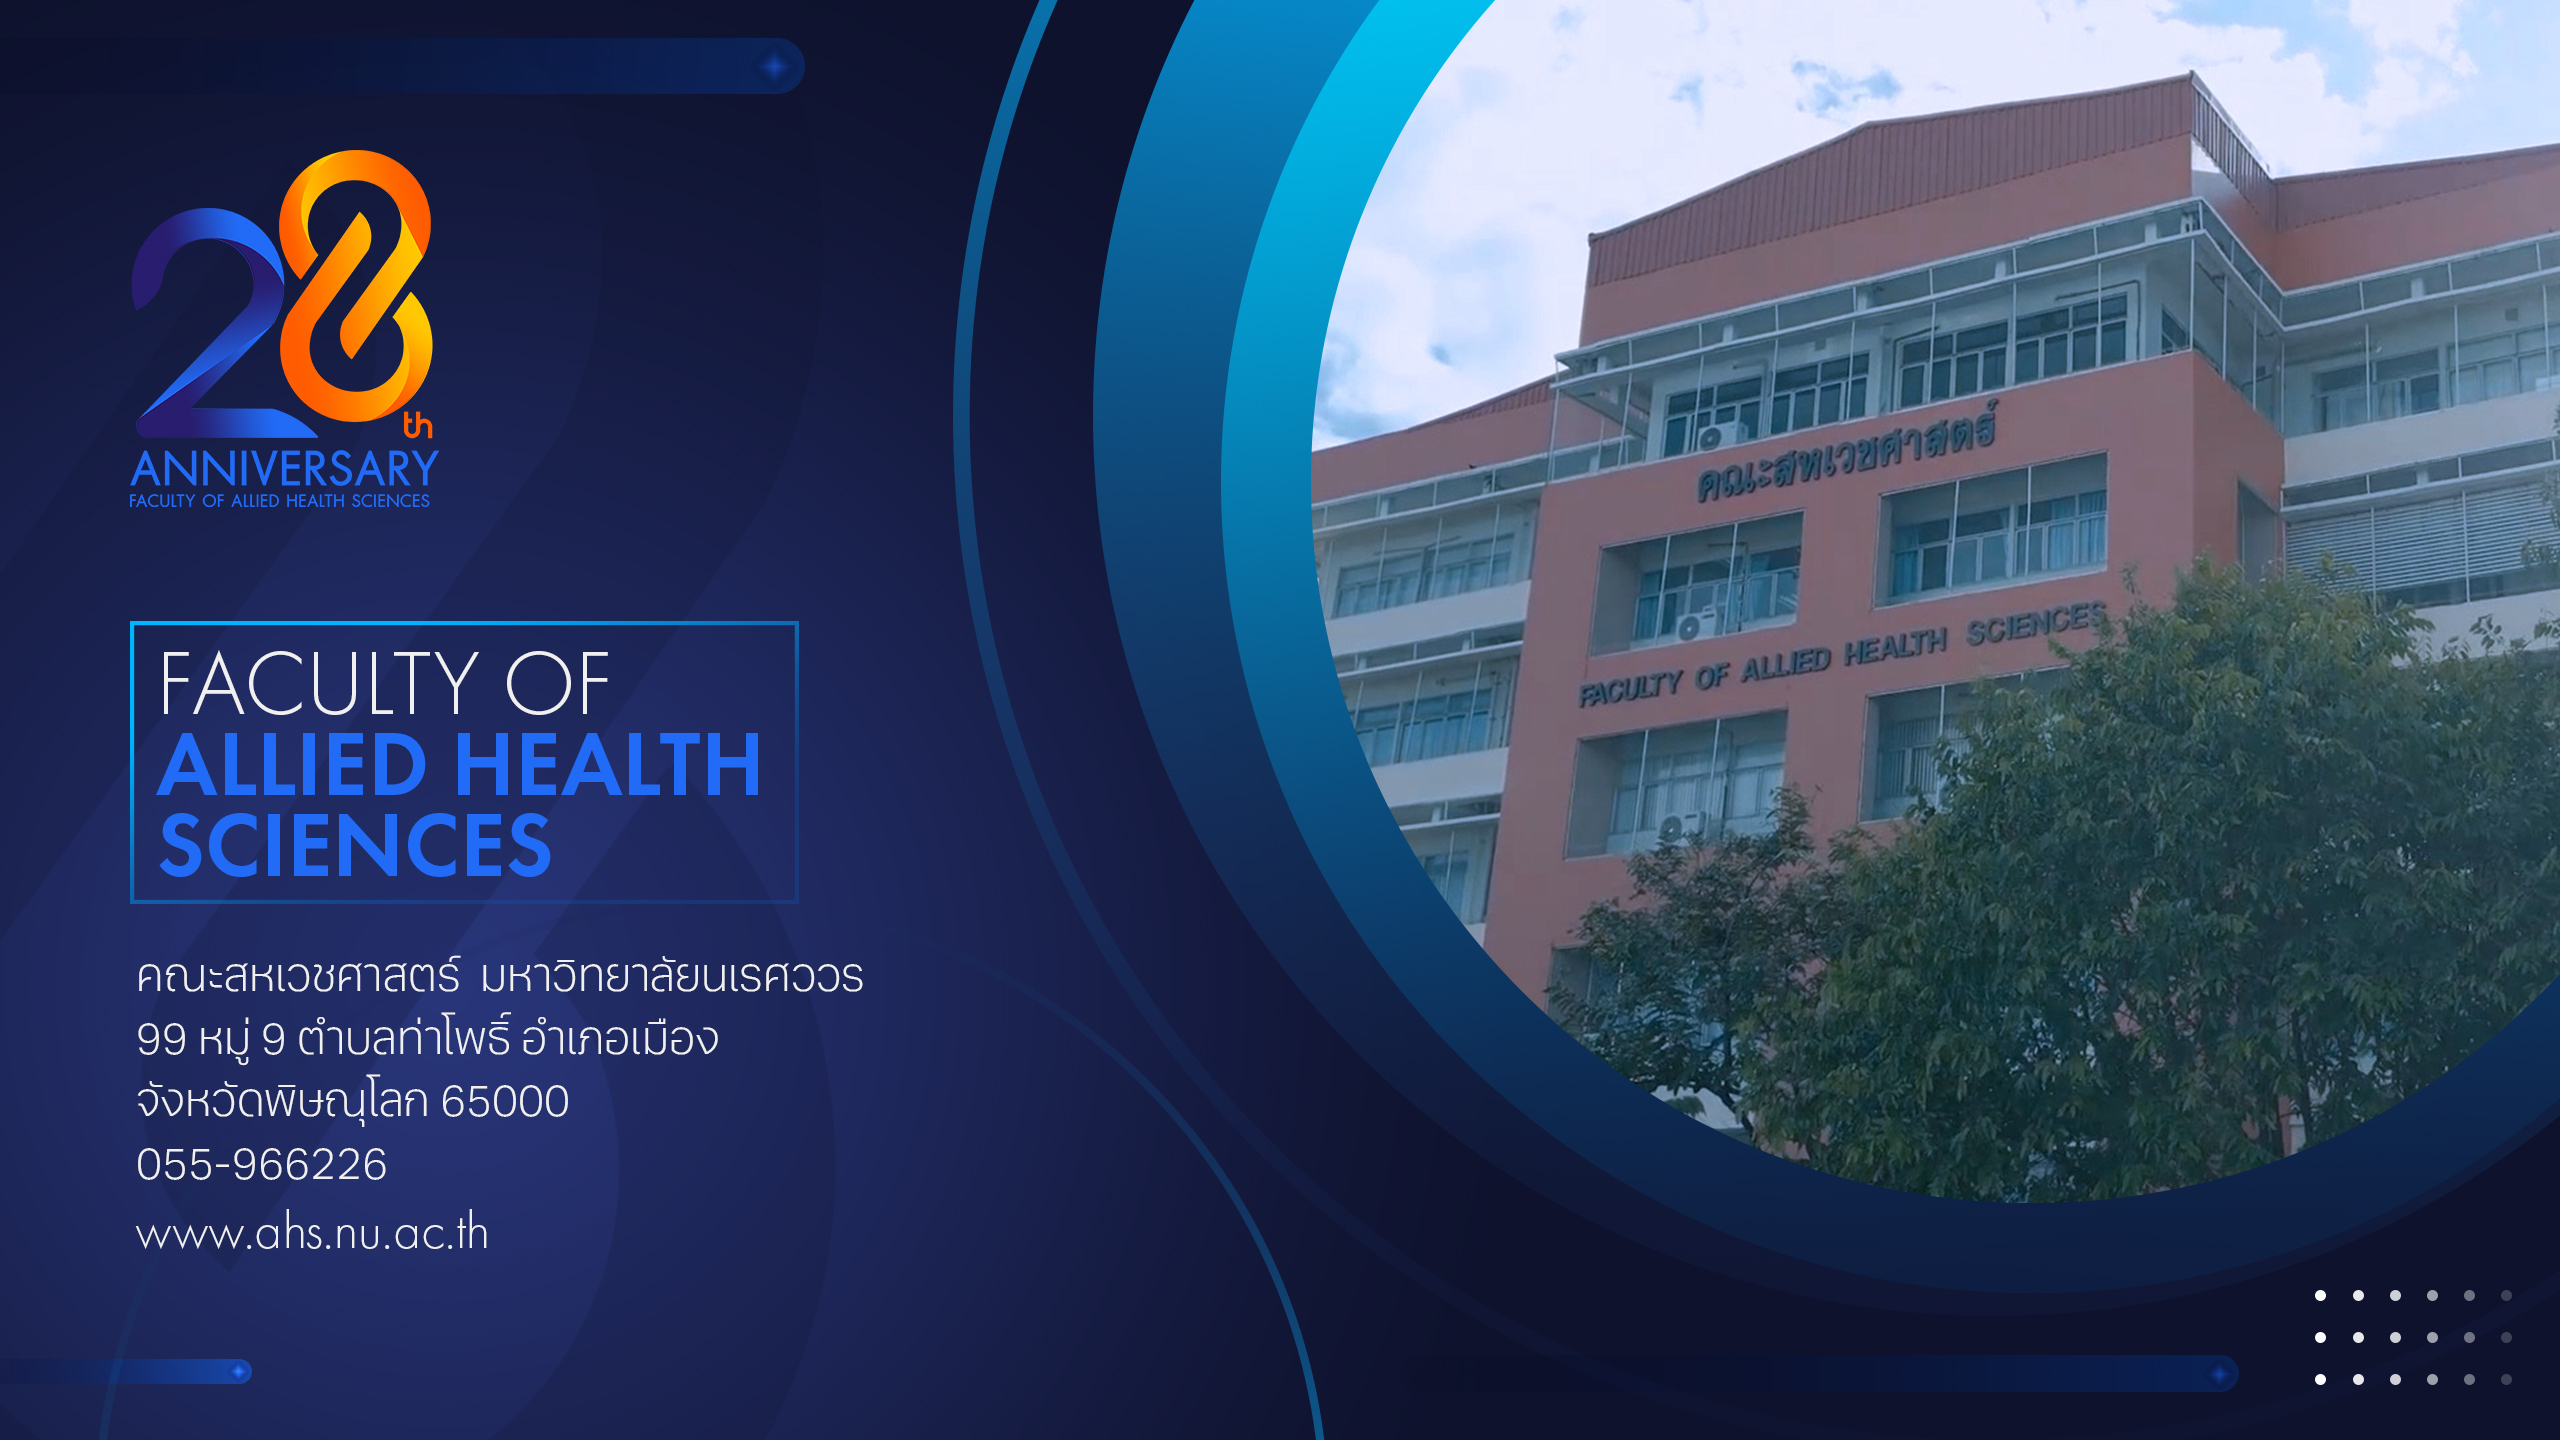 28th
ANNIVERSARY
FACULTY OF ALLIED HEALTH SCIENCES
FACULTY OF
ALLIED HEALTH
SCIENCES
คณะสหเวชศาสตร์ มหาวิทยาลัยนเรศววร
99 หมู่ 9 ตำบลท่าโพธิ์ อำเภอเมือง
จังหวัดพิษณุโลก 65000
055-966226
www.ahs.nu.ac.th
คณะสหเวชศาสตร์
FACULTY OF ALLIED HEALTH SCIENCES